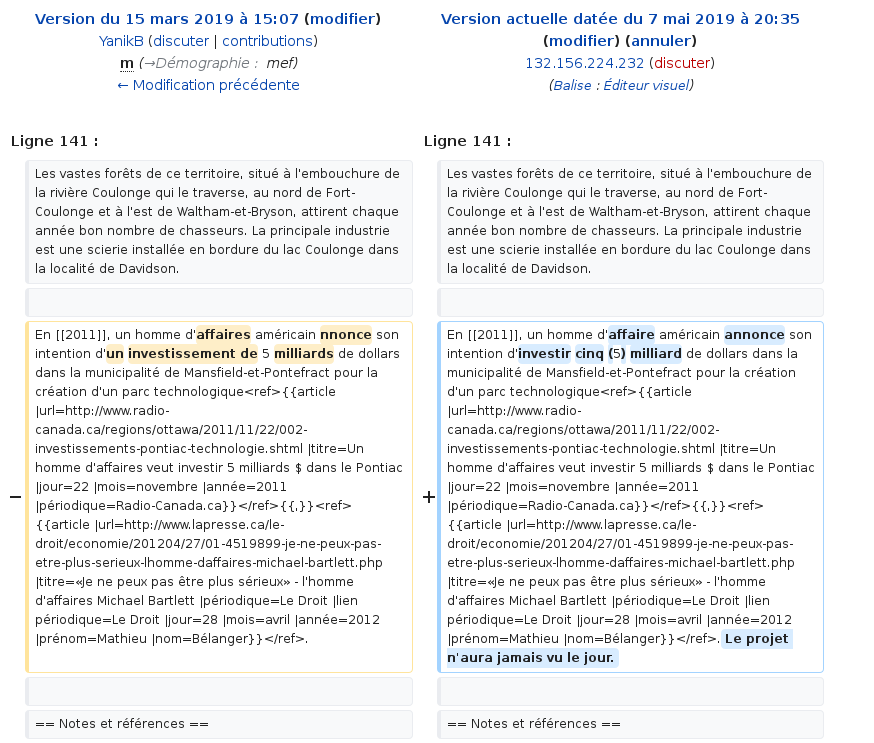 Version du 15 mars 2019 à 15:07 (modifier)
YanikB (discuter | contributions)
m (→Démographie : mef)
← Modification précédente
Version actuelle datée du 7 mai 2019 à 20:35
(modifier) (annuler)
132.156.224.232 (discuter)
(Balise : Éditeur visuel)
Ligne 141 :
Les vastes forêts de ce territoire, situé à l'embouchure de
la rivière Coulonge qui le traverse, au nord de Fort-
Coulonge et à l'est de Waltham-et-Bryson, attirent chaque
année bon nombre de chasseurs. La principale industrie
est une scierie installée en bordure du lac Coulonge dans
la localité de Davidson.
− En [[2011]], un homme d'affaires américain nnonce son
intention d'un investissement de 5 milliards de dollars
dans la municipalité de Mansfield-et-Pontefract pour la
création d'un parc technologique<ref>{{article
|url=http://www.radio-
canada.ca/regions/ottawa/2011/11/22/002-
investissements-pontiac-technologie.shtml |titre=Un
homme d'affaires veut investir 5 milliards $ dans le Pontiac
|jour=22 |mois=novembre |année=2011
|périodique=Radio-Canada.ca}}</ref>{{,}}<ref>
{{article |url=http://www.lapresse.ca/le-
droit/economie/201204/27/01-4519899-je-ne-peux-pas-
etre-plus-serieux-lhomme-daffaires-michael-bartlett.php
|titre=«Je ne peux pas être plus sérieux» - l'homme
d'affaires Michael Bartlett |périodique=Le Droit |lien
périodique=Le Droit |jour=28 |mois=avril |année=2012
|prénom=Mathieu |nom=Bélanger}}</ref>.
== Notes et références ==
Ligne 141 :
Les vastes forêts de ce territoire, situé à l'embouchure de
la rivière Coulonge qui le traverse, au nord de Fort-
Coulonge et à l'est de Waltham-et-Bryson, attirent chaque
année bon nombre de chasseurs. La principale industrie
est une scierie installée en bordure du lac Coulonge dans
la localité de Davidson.
+ En [[2011]], un homme d'affaire américain annonce son
intention d'investir cinq (5) milliard de dollars dans la
municipalité de Mansfield-et-Pontefract pour la création
d'un parc technologique<ref>{{article
|url=http://www.radio-
canada.ca/regions/ottawa/2011/11/22/002-
investissements-pontiac-technologie.shtml |titre=Un
homme d'affaires veut investir 5 milliards $ dans le Pontiac
|jour=22 |mois=novembre |année=2011
|périodique=Radio-Canada.ca}}</ref>{{,}}<ref>
{{article |url=http://www.lapresse.ca/le-
droit/economie/201204/27/01-4519899-je-ne-peux-pas-
etre-plus-serieux-lhomme-daffaires-michael-bartlett.php
|titre=«Je ne peux pas être plus sérieux» - l'homme
d'affaires Michael Bartlett |périodique=Le Droit |lien
périodique=Le Droit |jour=28 |mois=avril |année=2012
|prénom=Mathieu |nom=Bélanger}}</ref>. Le projet
n'aura jamais vu le jour.
== Notes et références ==